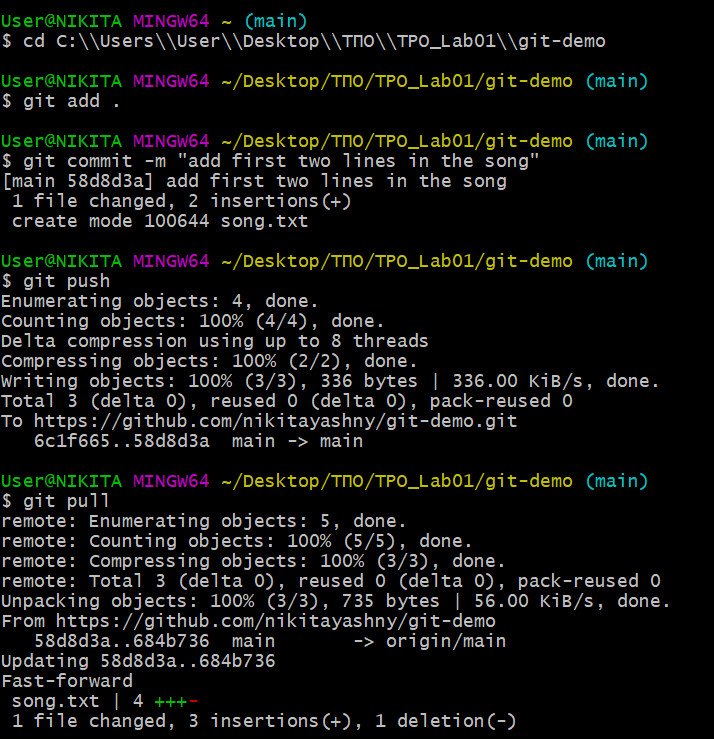 User@NIKITA MINGW64 ~ (main)
$ cd C:\\Users\\User\\Desktop\\ТПО\\TPO_Lab01\\git-demo
User@NIKITA MINGW64 ~/Desktop/ТПО/TPO_Lab01/git-demo (main)
$ git add .
User@NIKITA MINGW64 ~/Desktop/ТПО/TPO_Lab01/git-demo (main)
$ git commit -m "add first two lines in the song"
[main 58d8d3a] add first two lines in the song
 1 file changed, 2 insertions(+)
 create mode 100644 song.txt
User@NIKITA MINGW64 ~/Desktop/ТПО/TPO_Lab01/git-demo (main)
$ git push
Enumerating objects: 4, done.
Counting objects: 100% (4/4), done.
Delta compression using up to 8 threads
Compressing objects: 100% (2/2), done.
Writing objects: 100% (3/3), 336 bytes | 336.00 KiB/s, done.
Total 3 (delta 0), reused 0 (delta 0), pack-reused 0
To https://github.com/nikitayashny/git-demo.git
   6c1f665..58d8d3a  main -> main
User@NIKITA MINGW64 ~/Desktop/ТПО/TPO_Lab01/git-demo (main)
$ git pull
remote: Enumerating objects: 5, done.
remote: Counting objects: 100% (5/5), done.
remote: Compressing objects: 100% (3/3), done.
remote: Total 3 (delta 0), reused 0 (delta 0), pack-reused 0
Unpacking objects: 100% (3/3), 735 bytes | 56.00 KiB/s, done.
From https://github.com/nikitayashny/git-demo
   58d8d3a..684b736  main       -> origin/main
Updating 58d8d3a..684b736
Fast-forward
 song.txt | 4 +++-
 1 file changed, 3 insertions(+), 1 deletion(-)